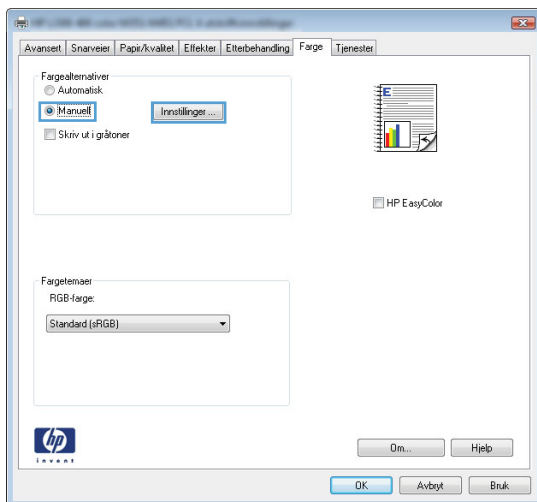 Avansert Snarveier Papir/kvalitet Effekter Etterbehandling Farge Tjenester
Fargealternativer
Automatisk
Manuell Innstillinger ...
Skriv ut i gråtoner
E
HP EasyColor
Fargetemaer
RGB-farge:
Standard (sRGB)
hp
invent
Om... Hjelp
OK Avbryt Bruk